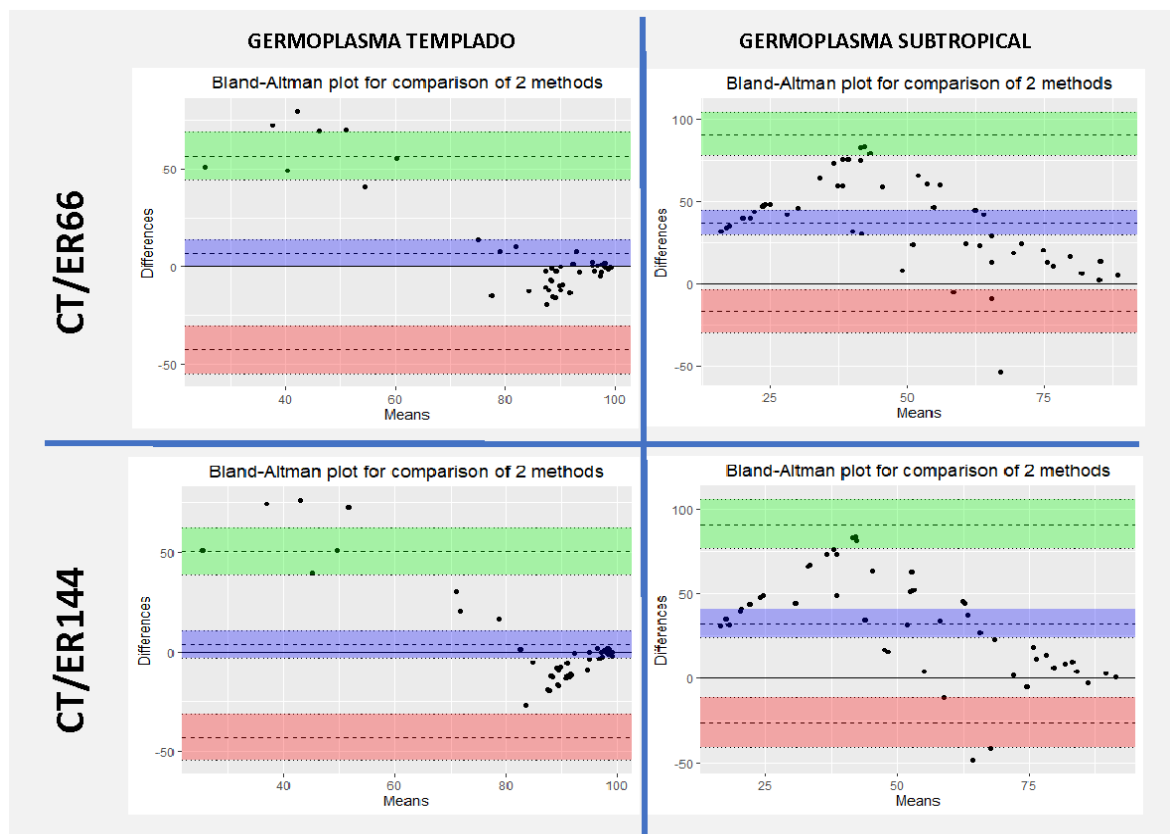 GERMOPLASMA TEMPLADO
GERMOPLASMA SUBTROPICAL
CT/ER66
Bland-Altman plot for comparison of 2 methods
Differences
50
0
-50
40
60
80
100
Means
Bland-Altman plot for comparison of 2 methods
Differences
100
50
0
-50
25
50
75
Means
CT/ER144
Bland-Altman plot for comparison of 2 methods
Differences
50
0
-50
40
60
80
100
Means
Bland-Altman plot for comparison of 2 methods
Differences
100
50
0
-50
25
50
75
Means